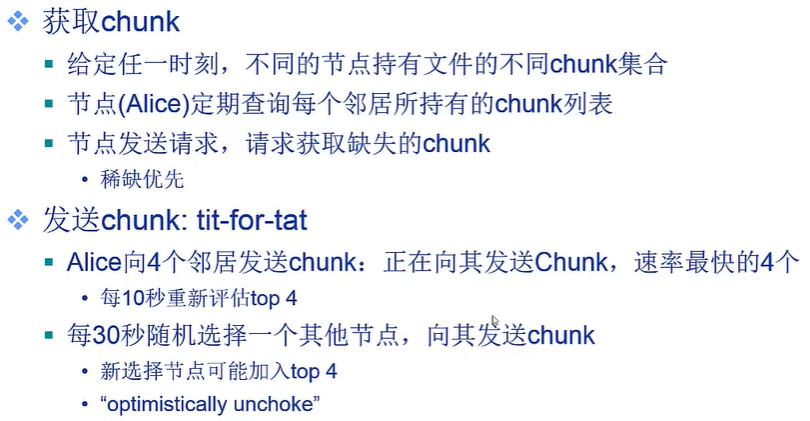 获取chunk
给定任一时刻，不同的节点持有文件的不同chunk集合
节点(Alice)定期查询每个邻居所持有的chunk列表
节点发送请求，请求获取缺失的chunk
稀缺优先
发送chunk: tit-for-tat
Alice向4个邻居发送chunk：正在向其发送Chunk，速率最快的4个
每10秒重新评估top 4
每30秒随机选择一个其他节点，向其发送chunk
新选择节点可能加入top 4
“optimistically unchoke”